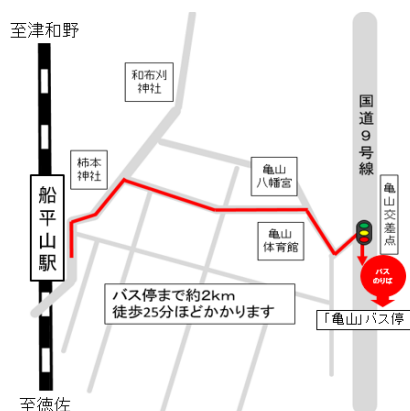 至津和野
和布刈
神社
国道9号線
柿本
神社
亀山
八幡宮
船平山駅
亀山交差点
亀山
体育館
バス
のりば
バス停まで約2km
徒歩25分ほどかかります
「亀山」バス停
至徳佐